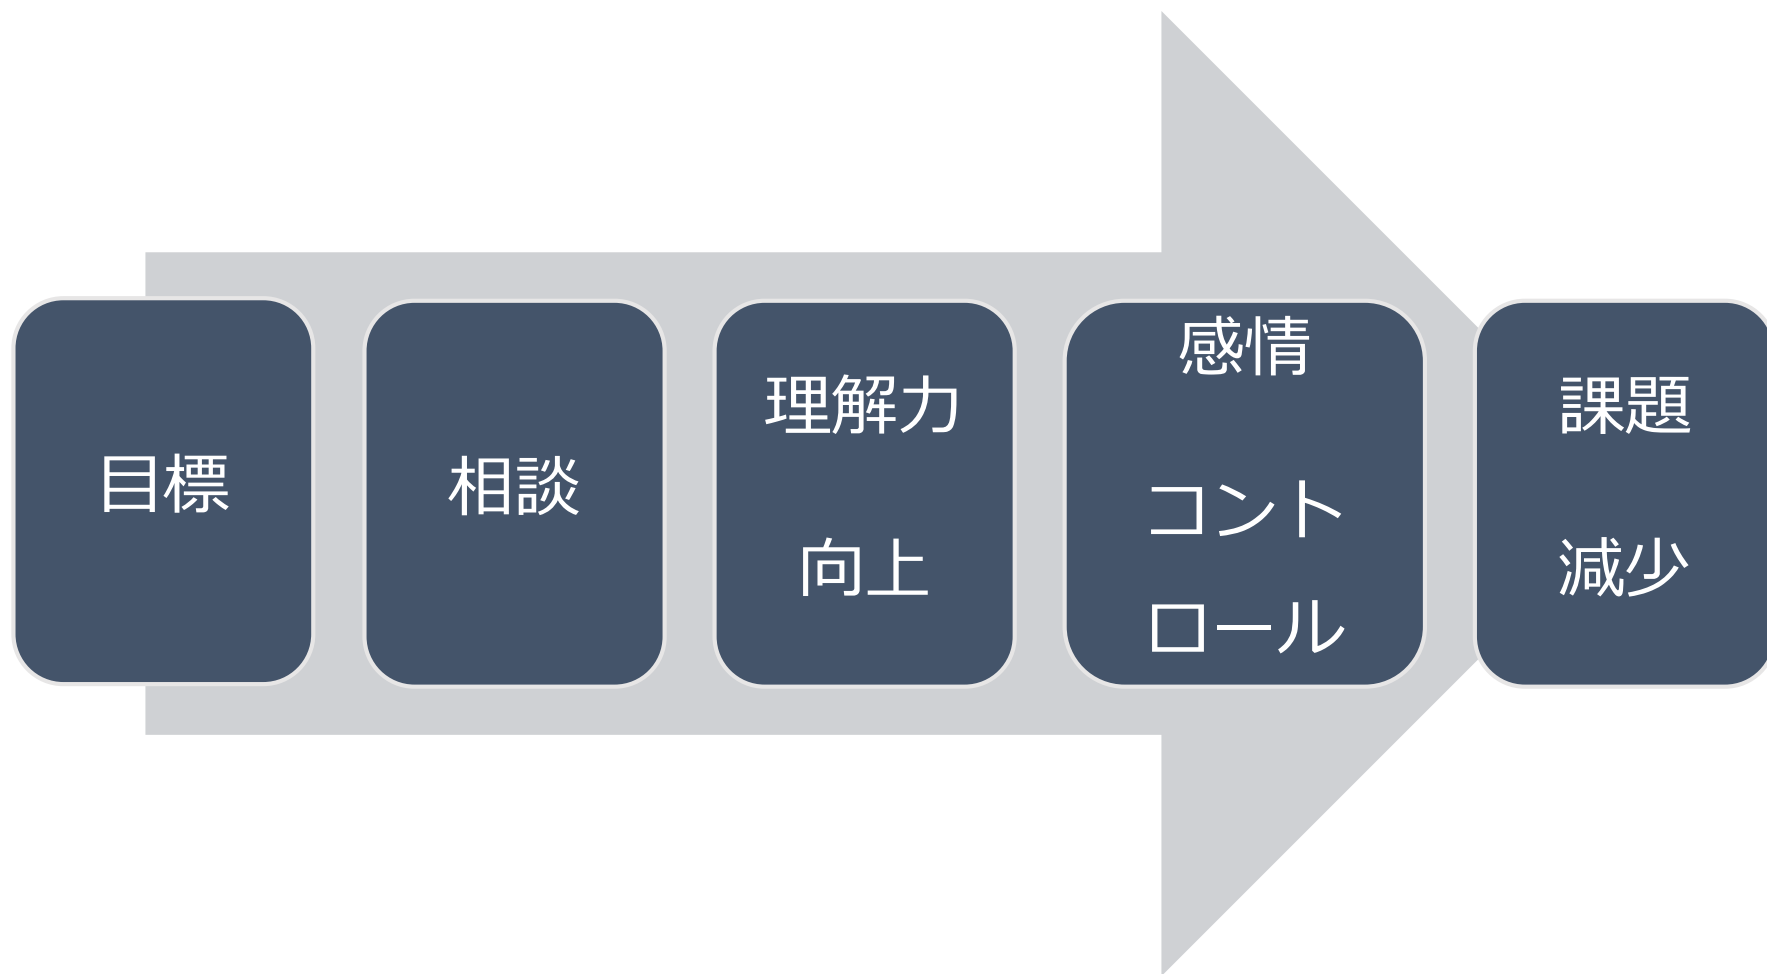 目標
相談
理解力
向上
感情
コント
ロール
課題
減少